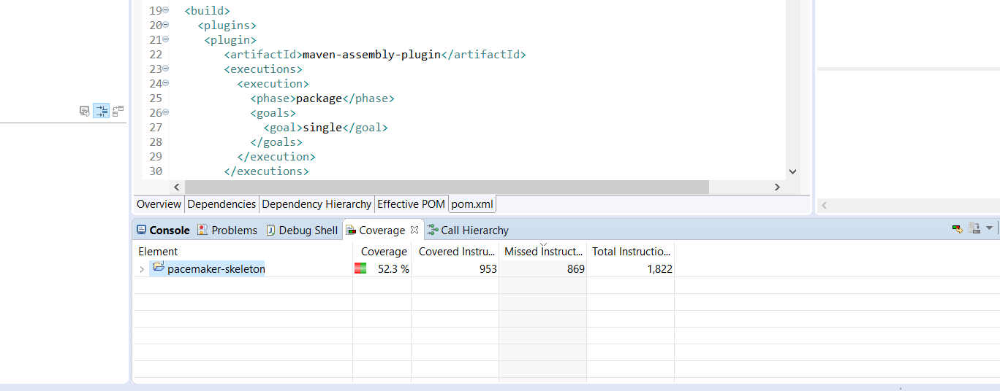 19 <build>
20 <plugins>
21 <plugin>
22 <artifactId>maven-assembly-plugin</artifactId>
23 <executions>
24 <execution>
25 <phase>package</phase>
26 <goals>
27 <goal>single</goal>
28 </goals>
29 </execution>
30 </executions>
Overview Dependencies Dependency Hierarchy Effective POM pom.xml
Console Problems Debug Shell Coverage Call Hierarchy
Element Coverage Covered Instru... Missed Instruct... Total Instructio...
pacemaker-skeleton 52.3 % 953 869 1,822